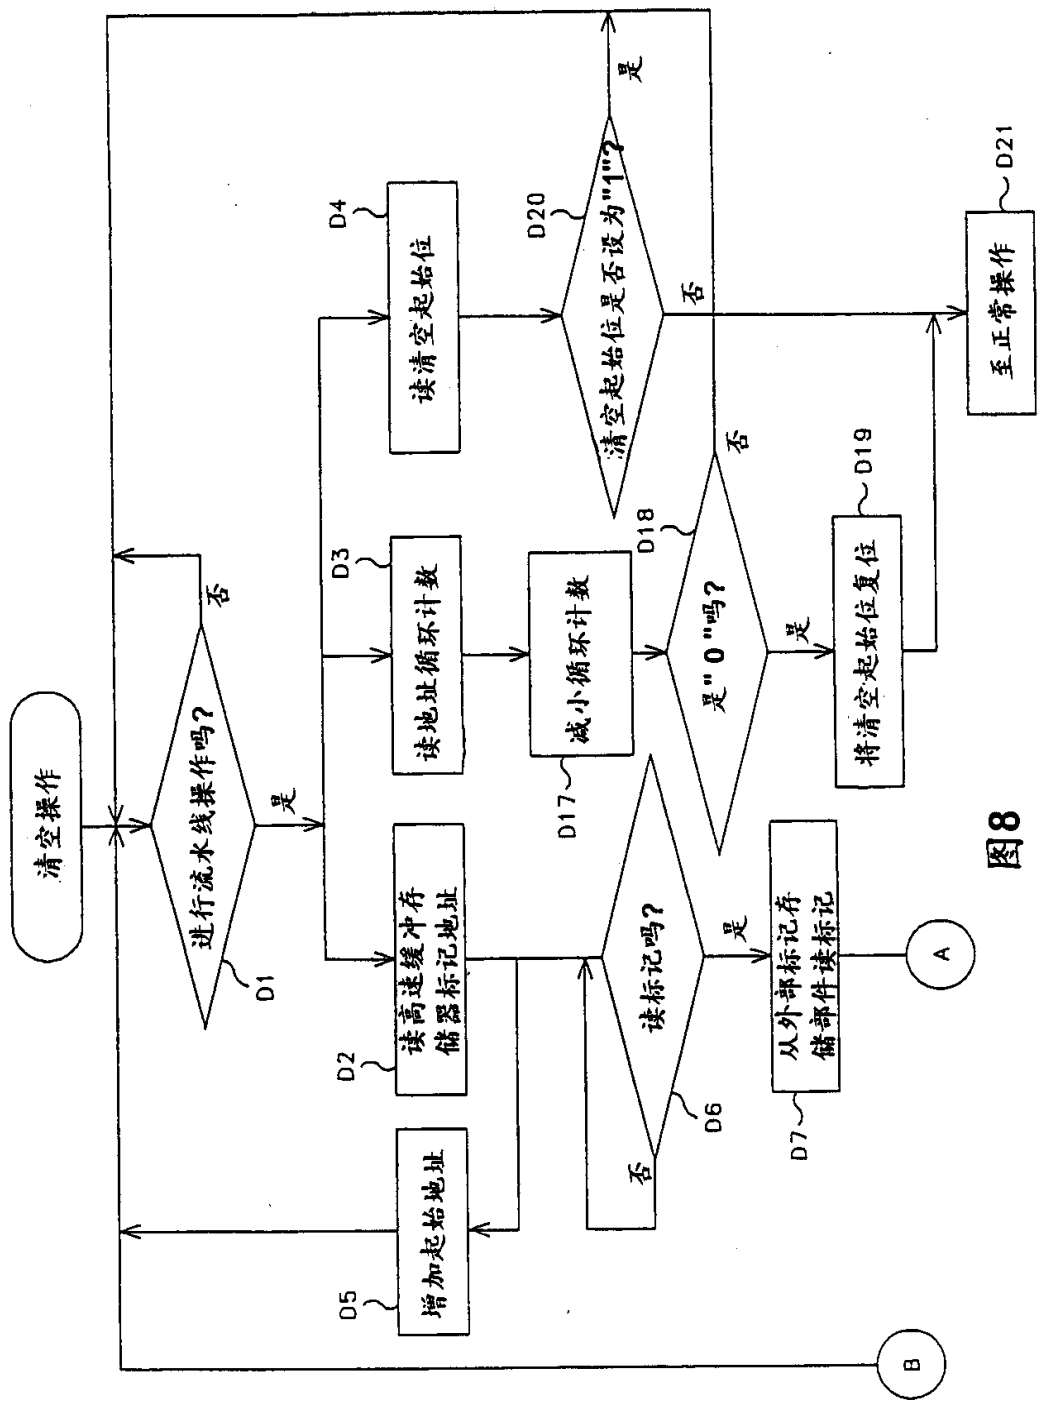 清空操作
进行流水线操作吗?
D1
否
是
读高速缓冲存
储器标记地址
D2
读地址循环计数
D3
读清空起始位
D4
增加起始地址
D5
读标记吗?
D6
否
是
从外部标记存
储部件读标记
D7
A
B
减小循环计数
D17
是"0"吗?
D18
否
是
将清空起始位复位
D19
清空起始位是否设为"1"?
D20
是
否
至正常操作
D21
图8